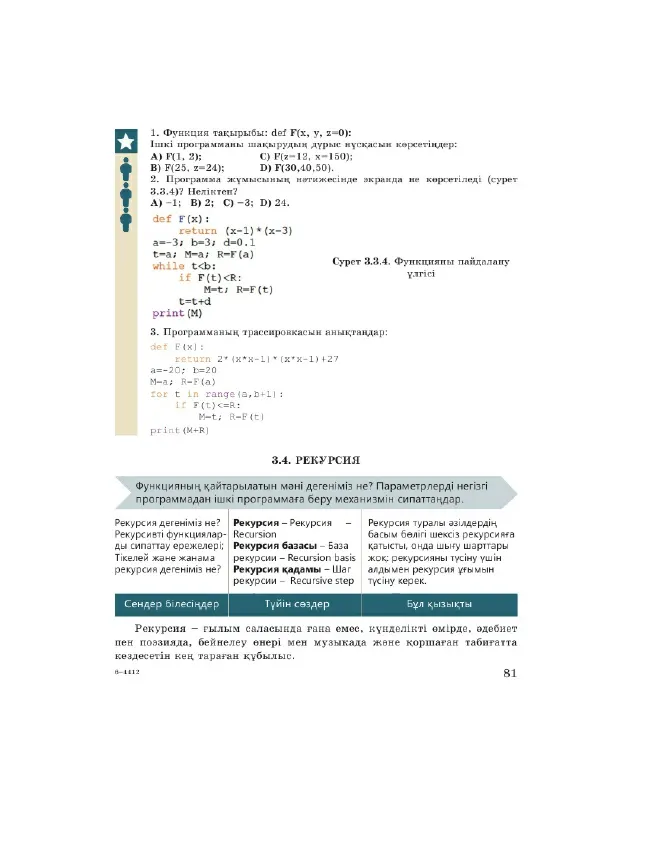 1. Функция тақырыбы: def F(x, y, z=0):
Ішкі программаны шақырудың дұрыс нұсқасын көрсетіңдер:
A) F(1, 2); C) F(z=12, x=150);
B) F(25, z=24); D) F(30,40,50).
2. Программа жұмысының нәтижесінде экранда не көрсетіледі (сурет
3.3.4)? Неліктен?
A) –1; B) 2; C) –3; D) 24.
def F(x):
    return (x-1)*(x-3)
a=-3; b=3; d=0.1
t=a; M=a; R=F(a)
while t<b:
    if F(t)<R:
        M=t; R=F(t)
    t=t+d
print(M)
Сурет 3.3.4. Функцияны пайдалану
үлгісі
3. Программаның трассировкасын анықтаңдар:
def F(x):
    return 2*(x*x-1)*(x*x-1)+27
a=-20; b=20
M=a; R=F(a)
for t in range(a,b+1):
    if F(t)<=R:
        M=t; R=F(t)
print(M+R)
3.4. РЕКУРСИЯ
Функцияның қайтарылатын мәні дегеніміз не? Параметрлерді негізгі
программадан ішкі программаға беру механизмін сипаттаңдар.
Рекурсия дегеніміз не?
Рекурсивті функциялар-
ды сипаттау ережелері;
Тікелей және жанама
рекурсия дегеніміз не?
Рекурсия – Рекурсия –
Recursion
Рекурсия базасы – База
рекурсии – Recursion basis
Рекурсия қадамы – Шаг
рекурсии – Recursive step
Рекурсия туралы әзілдердің
басым бөлігі шексіз рекурсияға
қатысты, онда шығу шарттары
жоқ: рекурсияны түсіну үшін
алдымен рекурсия ұғымын
түсіну керек.
Сендер білесіңдер
Түйін сөздер
Бұл қызықты
Рекурсия – ғылым саласында ғана емес, күнделікті өмірде, әдебиет
пен поэзияда, бейнелеу өнері мен музыкада және қоршаған табиғатта
кездесетін кең тараған құбылыс.
6–1412
81